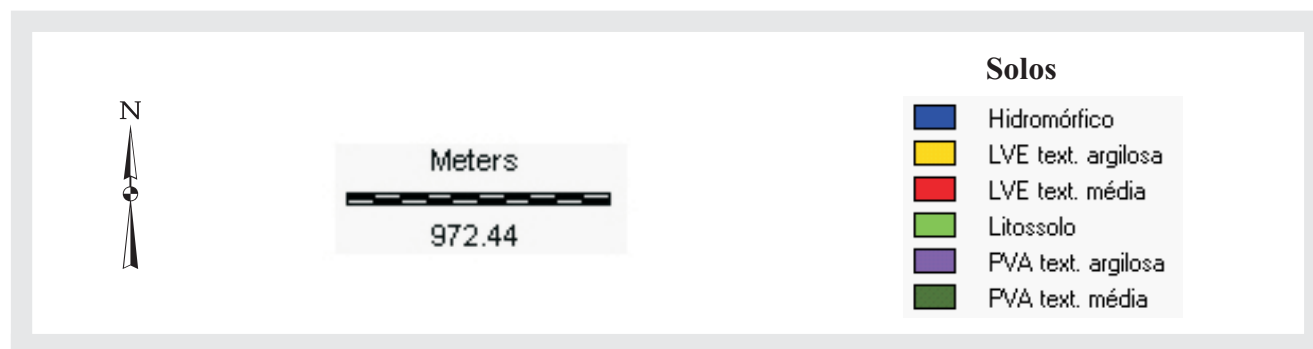 N
Meters
972.44
Solos
Hidromórfico
LVE text. argilosa
LVE text. média
Litossolo
PVA text. argilosa
PVA text. média